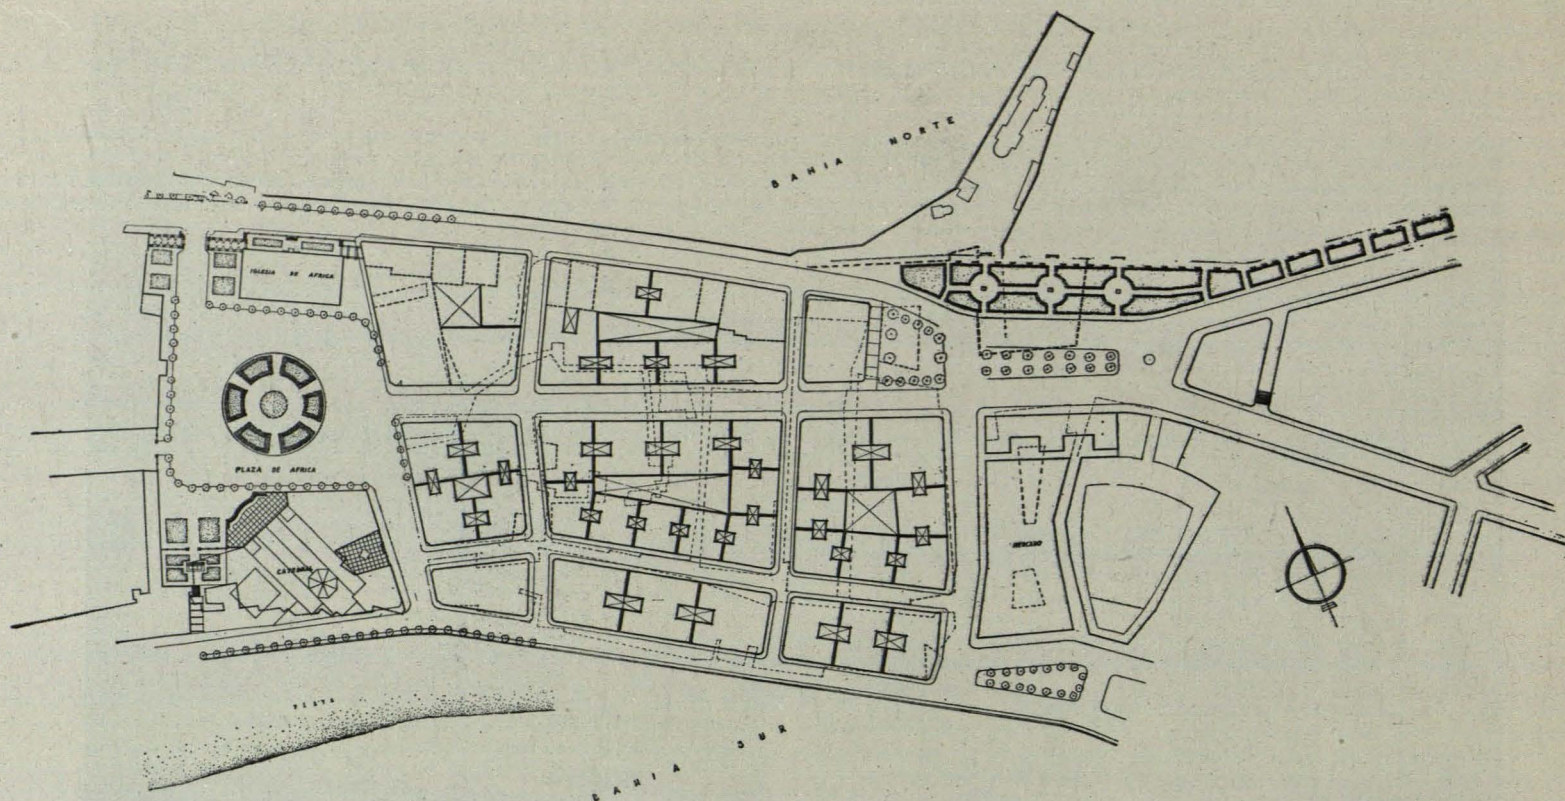 BAHIA NORTE
IGLESIA DE AFRICA
PLAZA DE AFRICA
CATEDRAL
MERCADO
PLAYA
BAHIA SUR